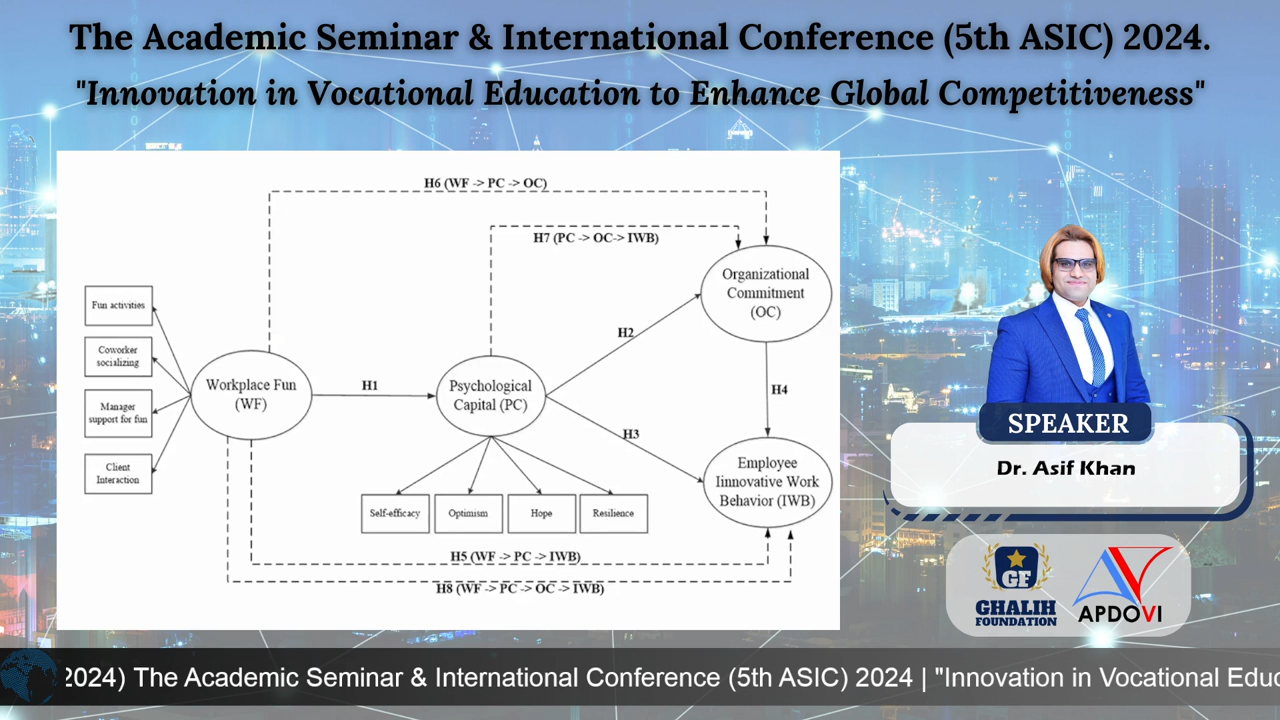 The Academic Seminar & International Conference (5th ASIC) 2024.
"Innovation in Vocational Education to Enhance Global Competitiveness"
H6 (WF -> PC -> OC)
H7 (PC -> OC-> IWB)
Organizational
Commitment
(OC)
Fun activities
Coworker
socializing
Manager
support for fun
Client
Interaction
Workplace Fun
(WF)
H1
Psychological
Capital (PC)
H2
H3
H4
Employee
Iinnovative Work
Behavior (IWB)
Self-efficacy
Optimism
Hope
Resilience
H5 (WF -> PC -> IWB)
H8 (WF -> PC -> OC -> IWB)
SPEAKER
Dr. Asif Khan
GF
GHALIH
FOUNDATION
APDOVI
2024) The Academic Seminar & International Conference (5th ASIC) 2024 | "Innovation in Vocational Educ